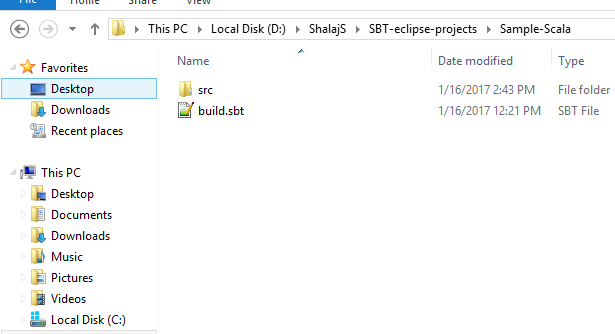 File Home Share View
This PC Local Disk (D:) ShalajS SBT-eclipse-projects Sample-Scala
Name Date modified Type
Favorites
Desktop
Downloads
Recent places
src 1/16/2017 2:43 PM File folder
build.sbt 1/16/2017 12:21 PM SBT File
This PC
Desktop
Documents
Downloads
Music
Pictures
Videos
Local Disk (C:)